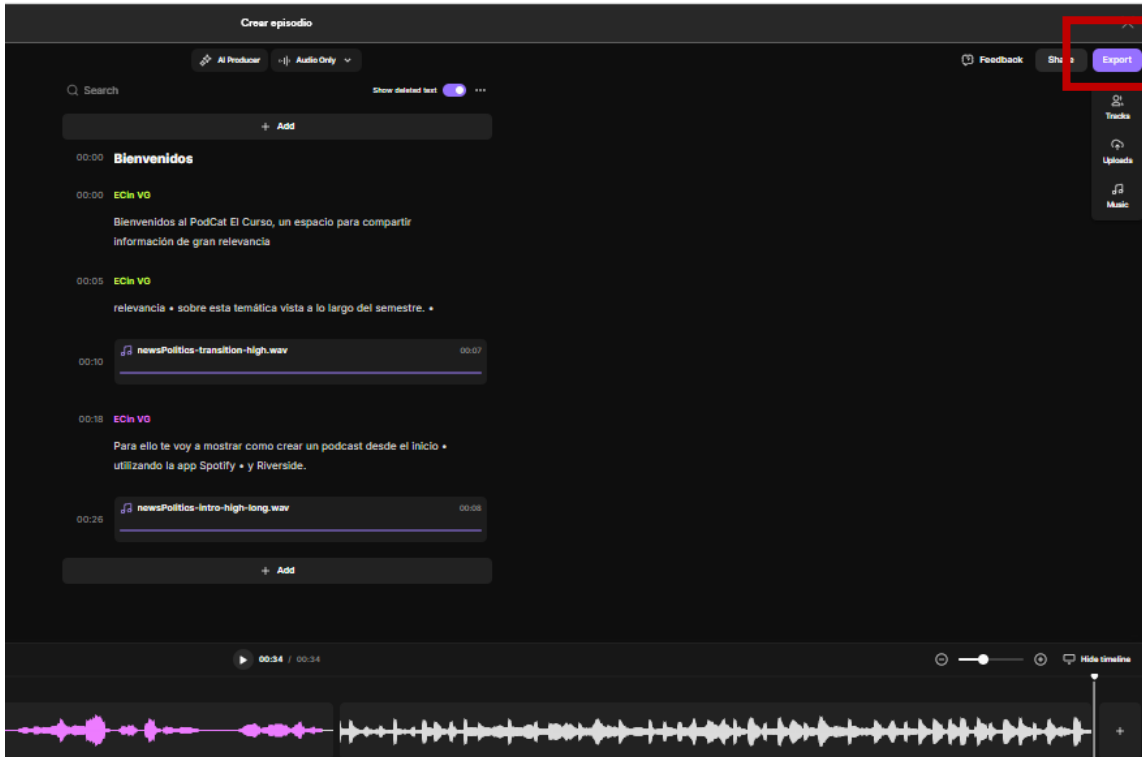 Crear episodio
AI Producer
Audio Only
Feedback
Share
Export
Search
Show deleted text
Tracks
Uploads
Music
+ Add
00:00 Bienvenidos
00:00 ECin VG
Bienvenidos al PodCat El Curso, un espacio para compartir
información de gran relevancia
00:05 ECin VG
relevancia • sobre esta temática vista a lo largo del semestre. •
newsPolitics-transition-high.wav 00:07
00:10
00:18 ECin VG
Para ello te voy a mostrar como crear un podcast desde el inicio •
utilizando la app Spotify • y Riverside.
newsPolitics-intro-high-long.wav 00:08
00:26
+ Add
00:34 / 00:34
Hide timeline
+